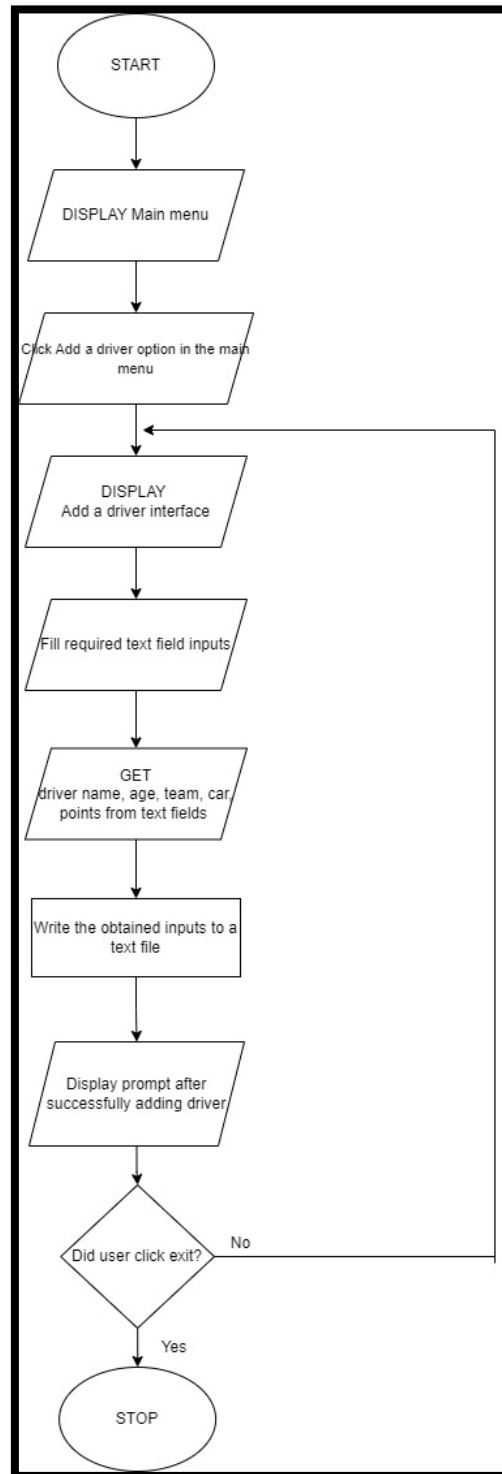 START
DISPLAY Main menu
Click Add a driver option in the main
menu
DISPLAY
Add a driver interface
Fill required text field inputs
GET
driver name, age, team, car,
points from text fields
Write the obtained inputs to a
text file
Display prompt after
successfully adding driver
Did user click exit?
No
Yes
STOP